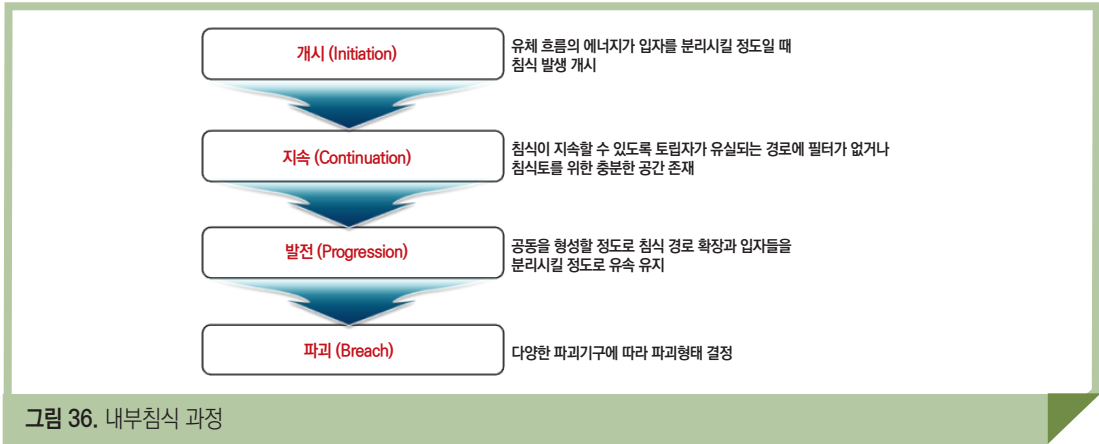 개시 (Initiation)
유체 흐름의 에너지가 입자를 분리시킬 정도일 때
침식 발생 개시
지속 (Continuation)
침식이 지속할 수 있도록 토립자가 유실되는 경로에 필터가 없거나
침식토를 위한 충분한 공간 존재
발전 (Progression)
공동을 형성할 정도로 침식 경로 확장과 입자들을
분리시킬 정도로 유속 유지
파괴 (Breach)
다양한 파괴기구에 따라 파괴형태 결정
그림 36. 내부침식 과정